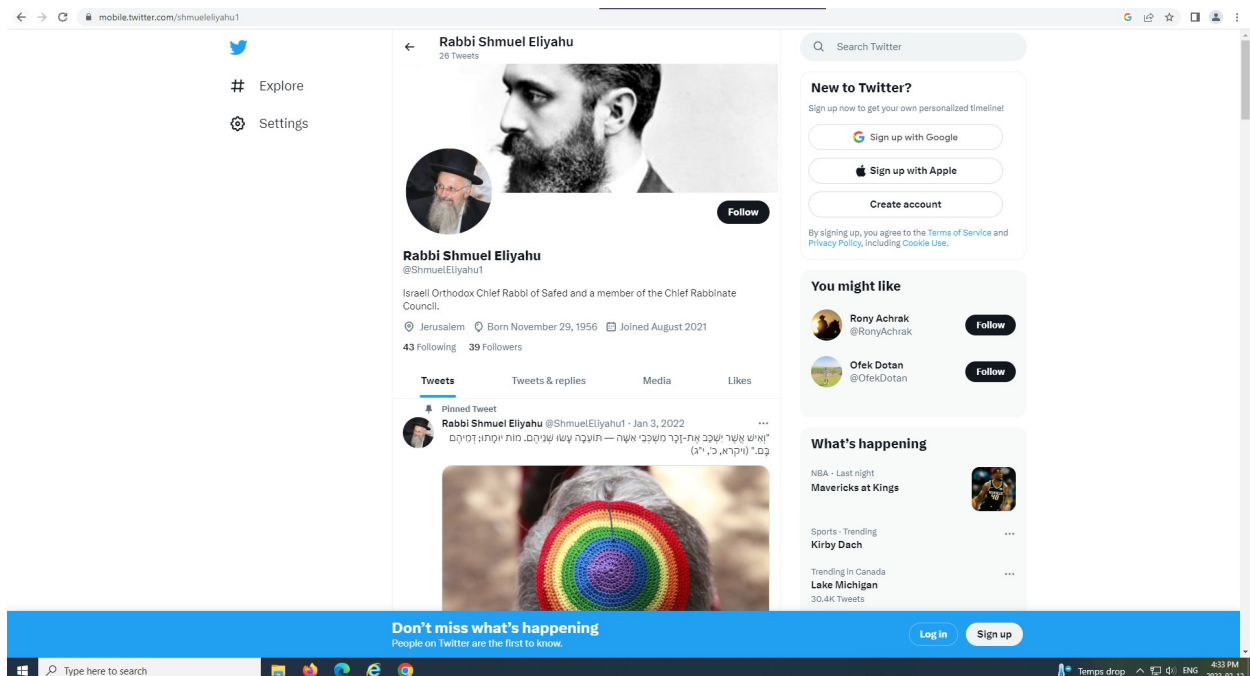 mobile.twitter.com/shmueleliyahu1
Explore
Settings
Rabbi Shmuel Eliyahu
26 Tweets
Follow
Rabbi Shmuel Eliyahu
@ShmuelEliyahu1
Israeli Orthodox Chief Rabbi of Safed and a member of the Chief Rabbinate
Council.
Jerusalem Born November 29, 1956 Joined August 2021
43 Following 39 Followers
Tweets Tweets & replies Media Likes
Pinned Tweet
Rabbi Shmuel Eliyahu @ShmuelEliyahu1 · Jan 3, 2022
"וְאִישׁ אֲשֶׁר יִשְׁכַּב אֶת-זָכָר מִשְׁכְּבֵי אִשָּׁה — תּוֹעֵבָה עָשׂוּ שְׁנֵיהֶם. מוֹת יוּמָתוּ; דְּמֵיהֶם
בָּם." (ויקרא, כ', י"ג)
Search Twitter
New to Twitter?
Sign up now to get your own personalized timeline!
Sign up with Google
Sign up with Apple
Create account
By signing up, you agree to the Terms of Service and
Privacy Policy, including Cookie Use.
You might like
Rony Achrak
@RonyAchrak
Follow
Ofek Dotan
@OfekDotan
Follow
What's happening
NBA · Last night
Mavericks at Kings
Sports · Trending
Kirby Dach
Trending in Canada
Lake Michigan
30.4K Tweets
Don't miss what's happening
People on Twitter are the first to know.
Log in
Sign up
Type here to search
Temps drop
ENG
4:33 PM
2023-02-12